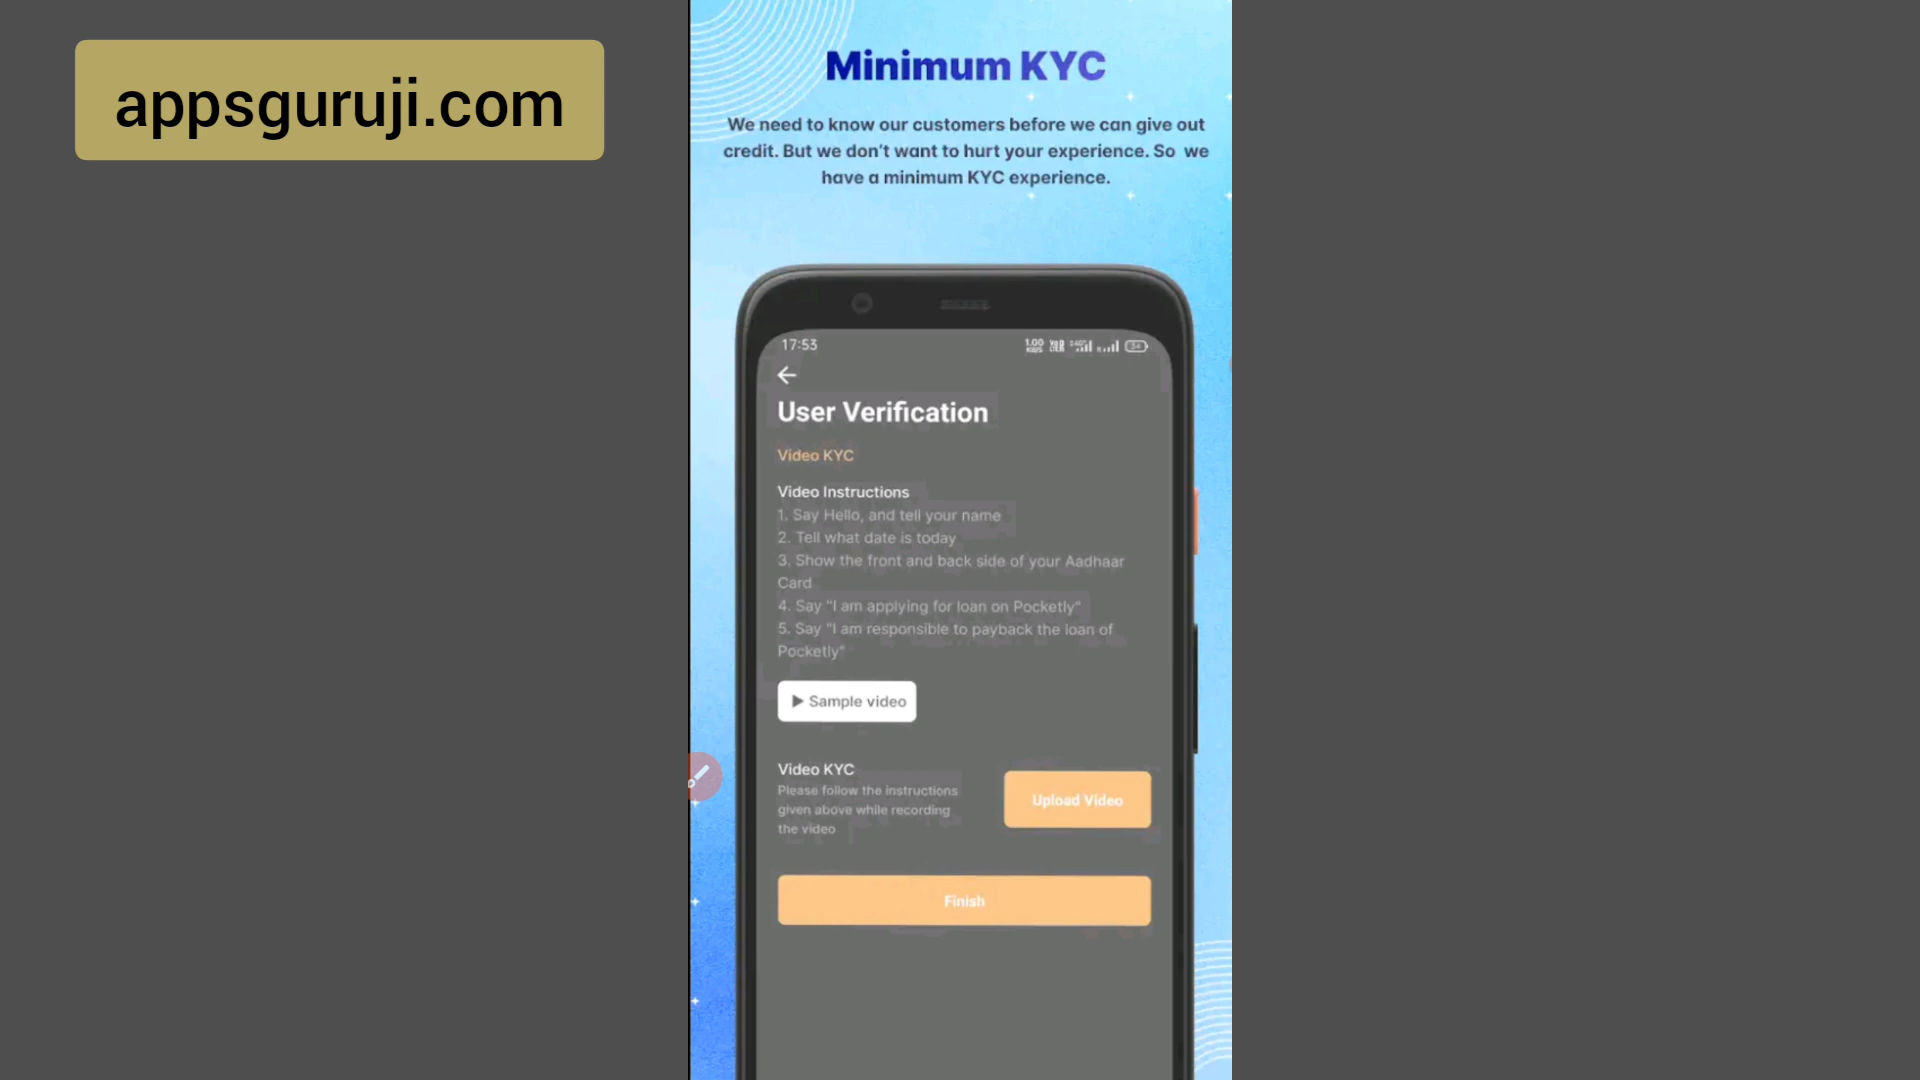 appsguruji.com
Minimum KYC
We need to know our customers before we can give out
credit. But we don't want to hurt your experience. So we
have a minimum KYC experience.
17:53
User Verification
Video KYC
Video Instructions
1. Say Hello, and tell your name
2. Tell what date is today
3. Show the front and back side of your Aadhaar
Card
4. Say "I am applying for loan on Pocketly"
5. Say "I am responsible to payback the loan of
Pocketly"
Sample video
Video KYC
Please follow the instructions
given above while recording
the video
Upload Video
Finish